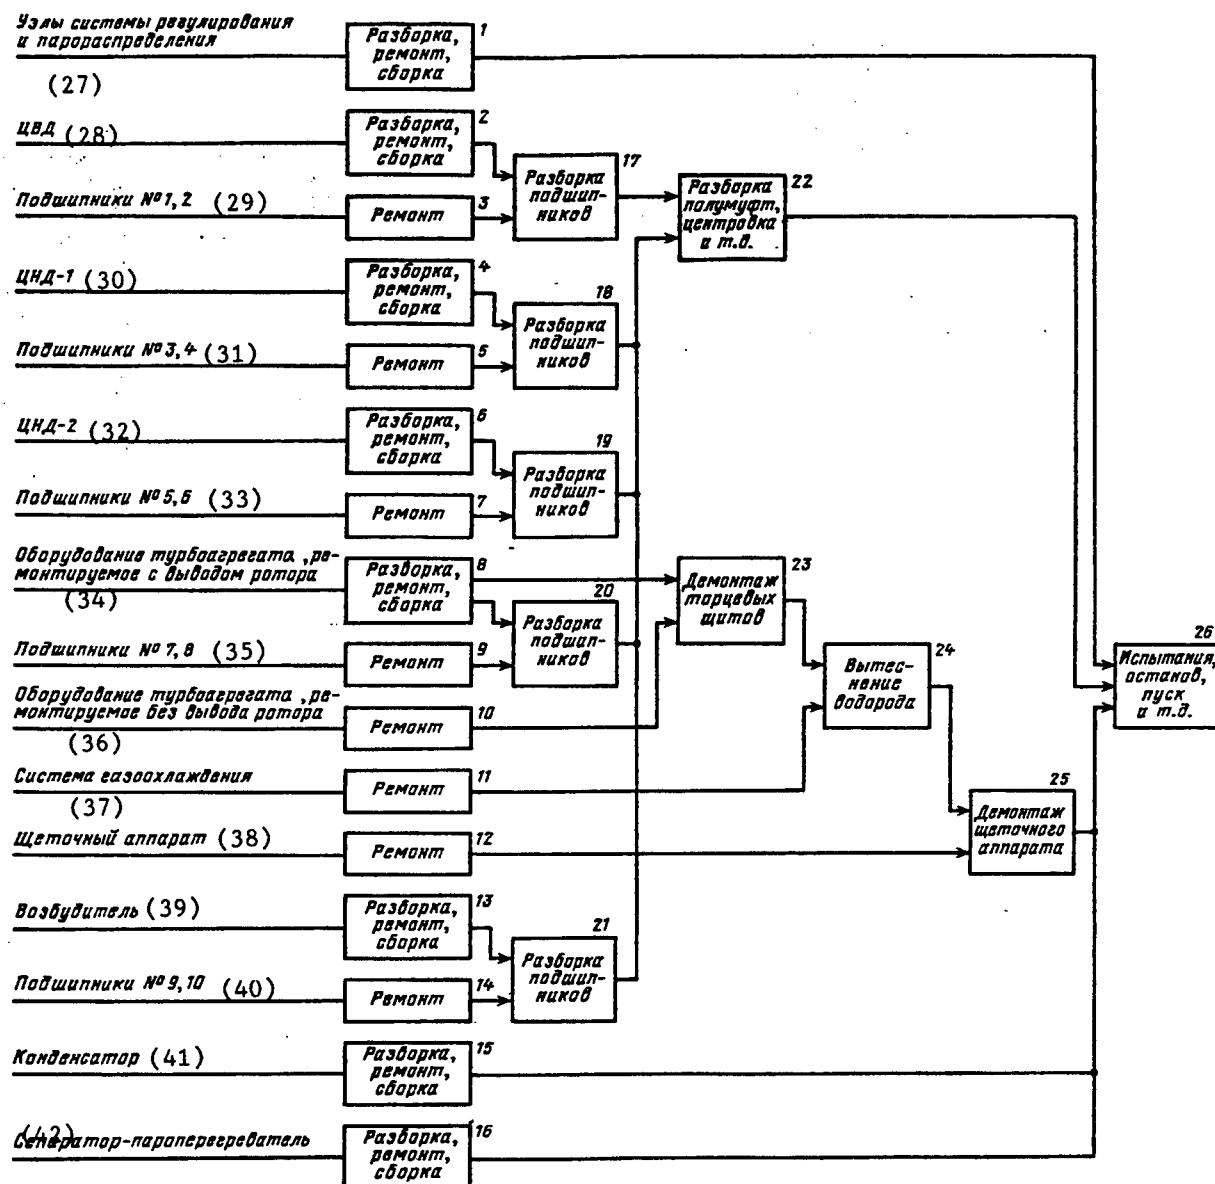 Узлы системы регулирования
и парораспределения
(27)
Разборка,
ремонт,
сборка
1
ЦВД (28)
Разборка,
ремонт,
сборка
2
Подшипники №1,2 (29)
Ремонт
3
Разборка
подшип-
ников
17
Разборка
полумуфт,
центровка
и т.д.
22
ЦНД-1 (30)
Разборка,
ремонт,
сборка
4
Подшипники №3,4 (31)
Ремонт
5
Разборка
подшип-
ников
18
ЦНД-2 (32)
Разборка,
ремонт,
сборка
6
Подшипники №5,6 (33)
Ремонт
7
Разборка
подшип-
ников
19
Оборудование турбоагрегата, ре-
монтируемое с выводом ротора
(34)
Разборка,
ремонт,
сборка
8
Подшипники №7,8 (35)
Ремонт
9
Разборка
подшип-
ников
20
Демонтаж
торцевых
щитов
23
Оборудование турбоагрегата, ре-
монтируемое без вывода ротора
(36)
Ремонт
10
Вытес-
нение
водорода
24
Испытания,
останов,
пуск
и т.д.
26
Система газоохлаждения
(37)
Ремонт
11
Щеточный аппарат (38)
Ремонт
12
Демонтаж
щеточного
аппарата
25
Возбудитель (39)
Разборка,
ремонт,
сборка
13
Подшипники №9,10 (40)
Ремонт
14
Разборка
подшип-
ников
21
Конденсатор (41)
Разборка,
ремонт,
сборка
15
(42)
Сепаратор-пароперегреватель
Разборка,
ремонт,
сборка
16